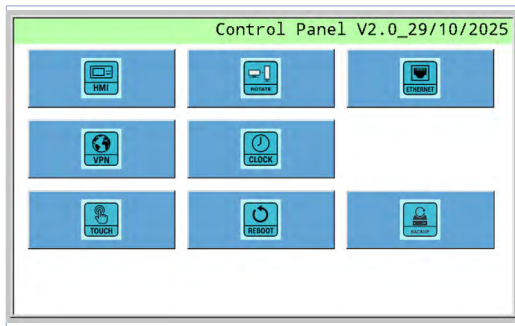 Control Panel V2.0_29/10/2025
HMI
ROTATE
ETHERNET
VPN
CLOCK
TOUCH
REBOOT
BACKUP